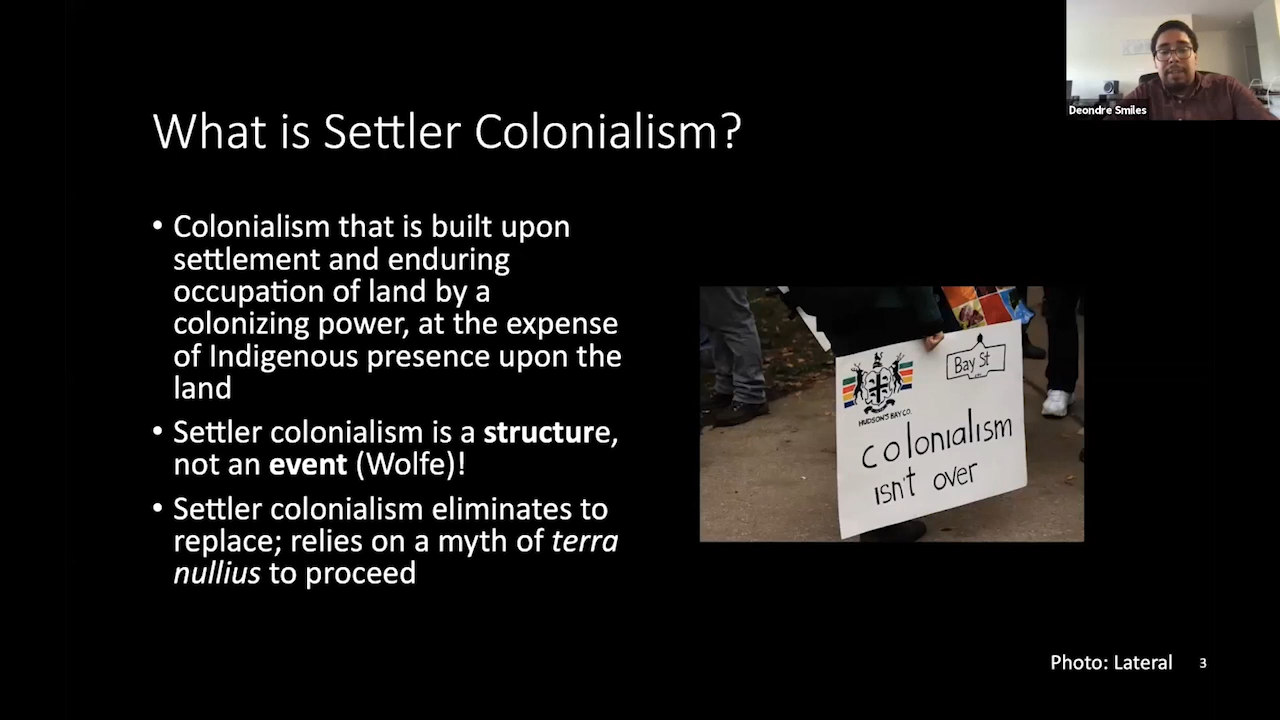 Deondre Smiles
What is Settler Colonialism?
• Colonialism that is built upon
settlement and enduring
occupation of land by a
colonizing power, at the expense
of Indigenous presence upon the
land
• Settler colonialism is a structure,
not an event (Wolfe)!
• Settler colonialism eliminates to
replace; relies on a myth of terra
nullius to proceed
Bay St
HUDSON'S BAY CO.
colonialism
isn't over
Photo: Lateral
3